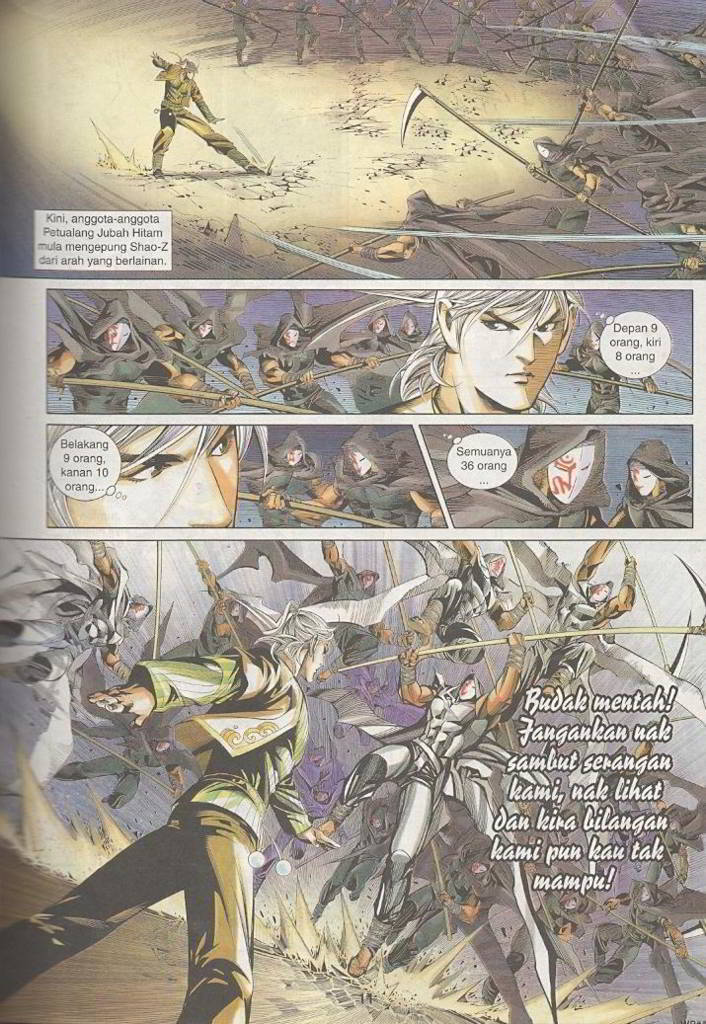 Kini, anggota-anggota
Petualang Jubah Hitam
mula mengepung Shao-Z
dari arah yang berlainan.
Depan 9
orang, kiri
8 orang
...
Belakang
9 orang,
kanan 10
orang...
Semuanya
36 orang
...
Budak mentah!
Jangankan nak
sambut serangan
kami, nak lihat
dan kira bilangan
kami pun kau tak
mampu!
11